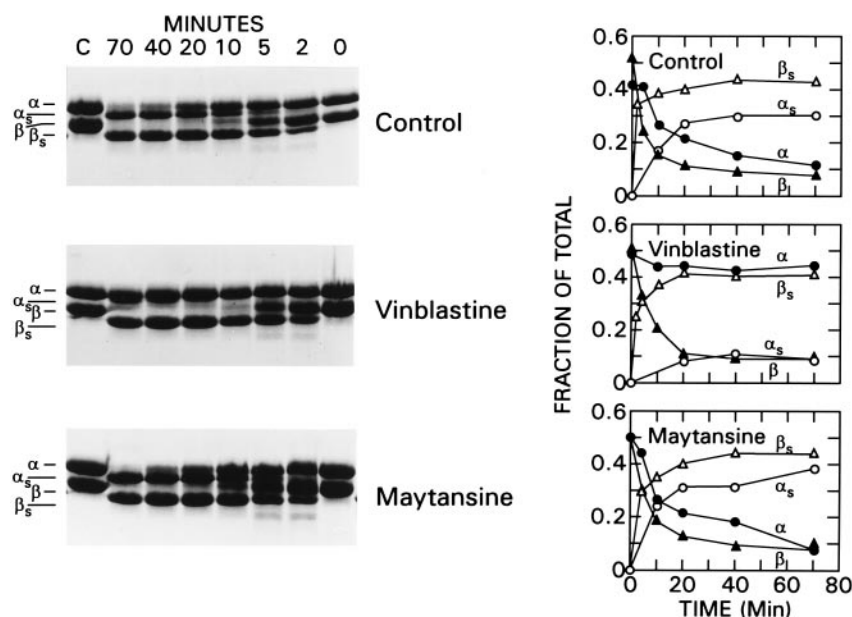 MINUTES
C 70 40 20 10 5 2 0
α
αs
β
βs
Control
α
αs
β
βs
Vinblastine
α
αs
β
βs
Maytansine
FRACTION OF TOTAL
0.6
0.4
0.2
0
Control
βs
αs
α
β
0.6
0.4
0.2
0
Vinblastine
α
βs
αs
β
0.6
0.4
0.2
0
Maytansine
βs
αs
α
β
0 20 40 60 80
TIME (Min)